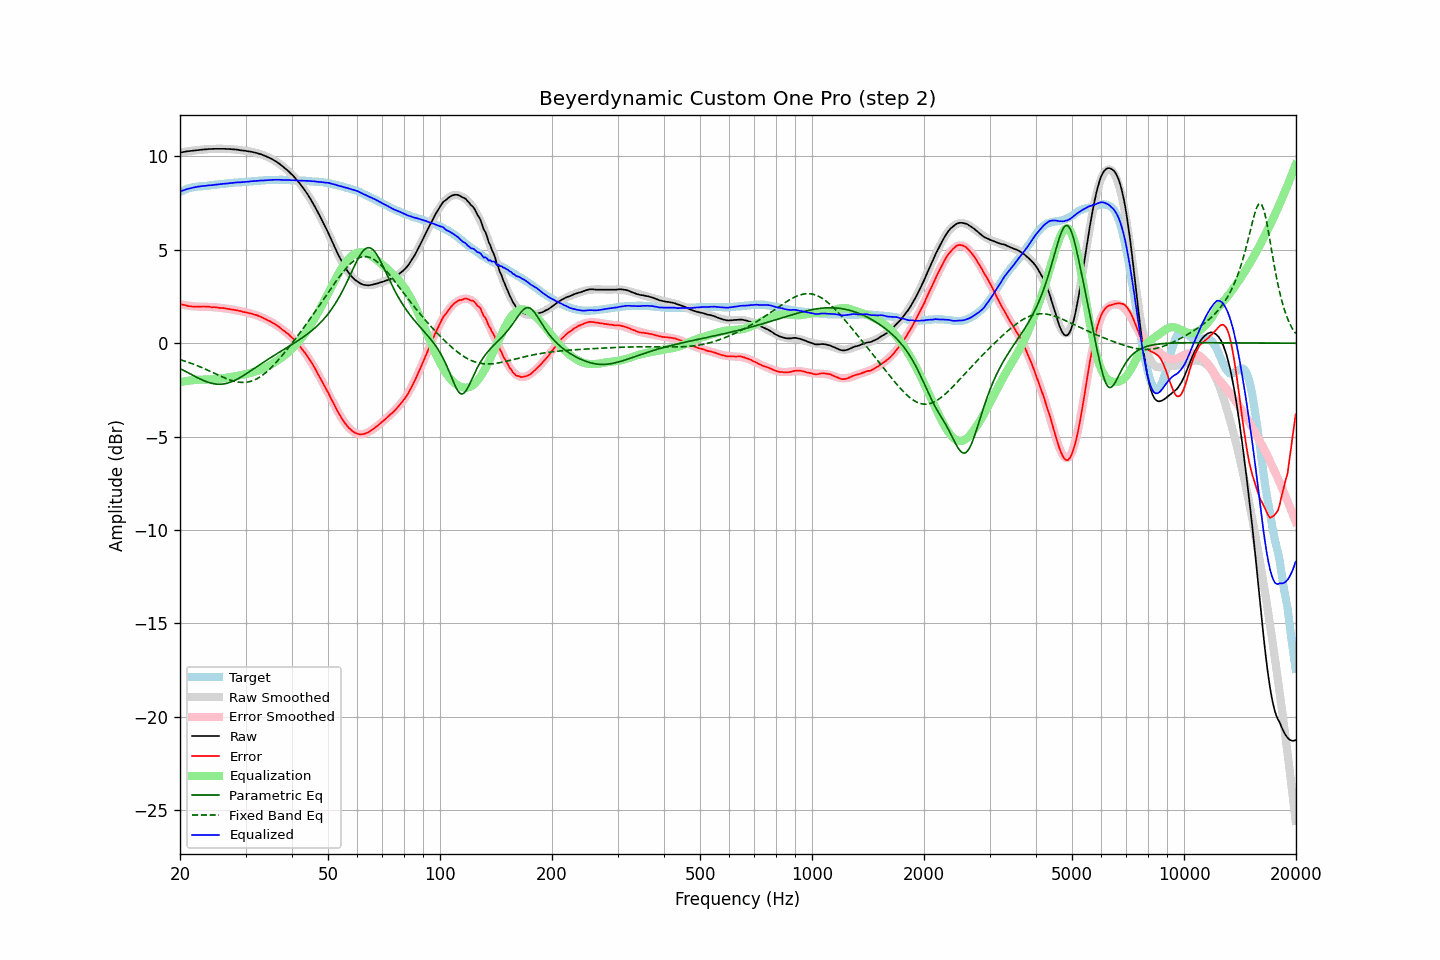 Beyerdynamic Custom One Pro (step 2)
10
5
0
−5
−10
−15
−20
−25
Amplitude (dBr)
Target
Raw Smoothed
Error Smoothed
Raw
Error
Equalization
Parametric Eq
Fixed Band Eq
Equalized
20 50 100 200 500 1000 2000 5000 10000 20000
Frequency (Hz)